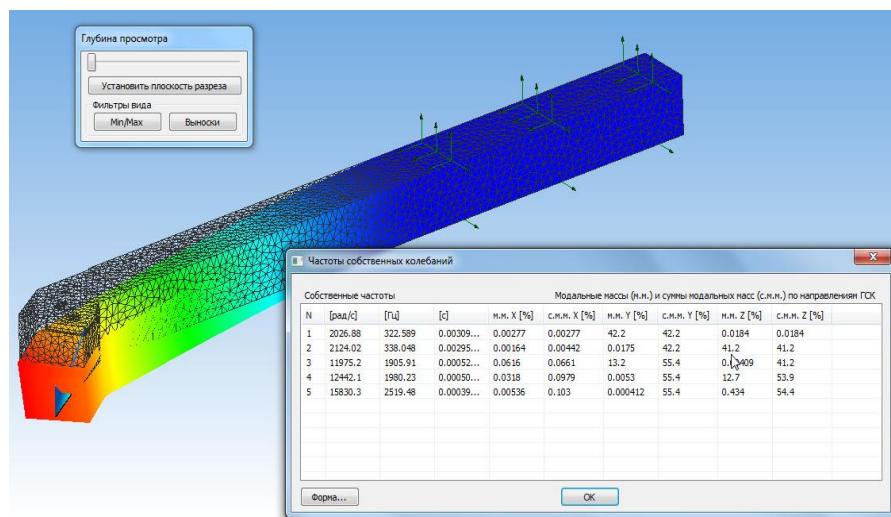 Глубина просмотра
Установить плоскость разреза
Фильтры вида
Min/Max Выноски
Частоты собственных колебаний
Собственные частоты Модальные массы (м.м.) и суммы модальных масс (с.м.м.) по направлениям ГСК
N [рад/с] [Гц] [с] м.м. X [%] с.м.м. X [%] м.м. Y [%] с.м.м. Y [%] м.м. Z [%] с.м.м. Z [%]
1 2026.88 322.589 0.00309... 0.00277 0.00277 42.2 42.2 0.0184 0.0184
2 2124.02 338.048 0.00295... 0.00164 0.00442 0.0175 42.2 41.2 41.2
3 11975.2 1905.91 0.00052... 0.0616 0.0661 13.2 55.4 41.2
4 12442.1 1980.23 0.00050... 0.0318 0.0979 0.0053 55.4 12.7 53.9
5 15830.3 2519.48 0.00039... 0.00536 0.103 0.000412 55.4 0.434 54.4
Форма... OK